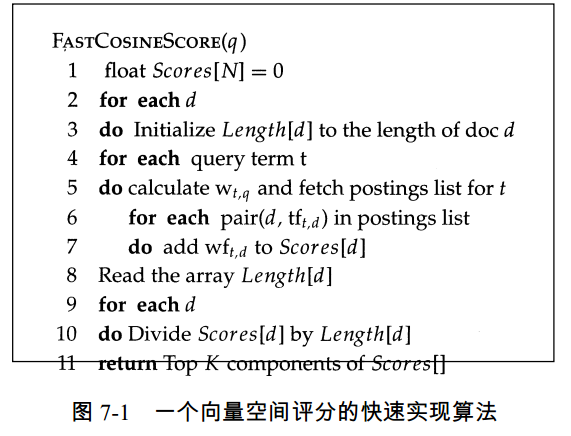 FASTCOSINESCORE(q)
1 float Scores[N] = 0
2 for each d
3 do Initialize Length[d] to the length of doc d
4 for each query term t
5 do calculate w_{t,q} and fetch postings list for t
6 for each pair(d, tf_{t,d}) in postings list
7 do add wf_{t,d} to Scores[d]
8 Read the array Length[d]
9 for each d
10 do Divide Scores[d] by Length[d]
11 return Top K components of Scores[]
图 7-1 一个向量空间评分的快速实现算法